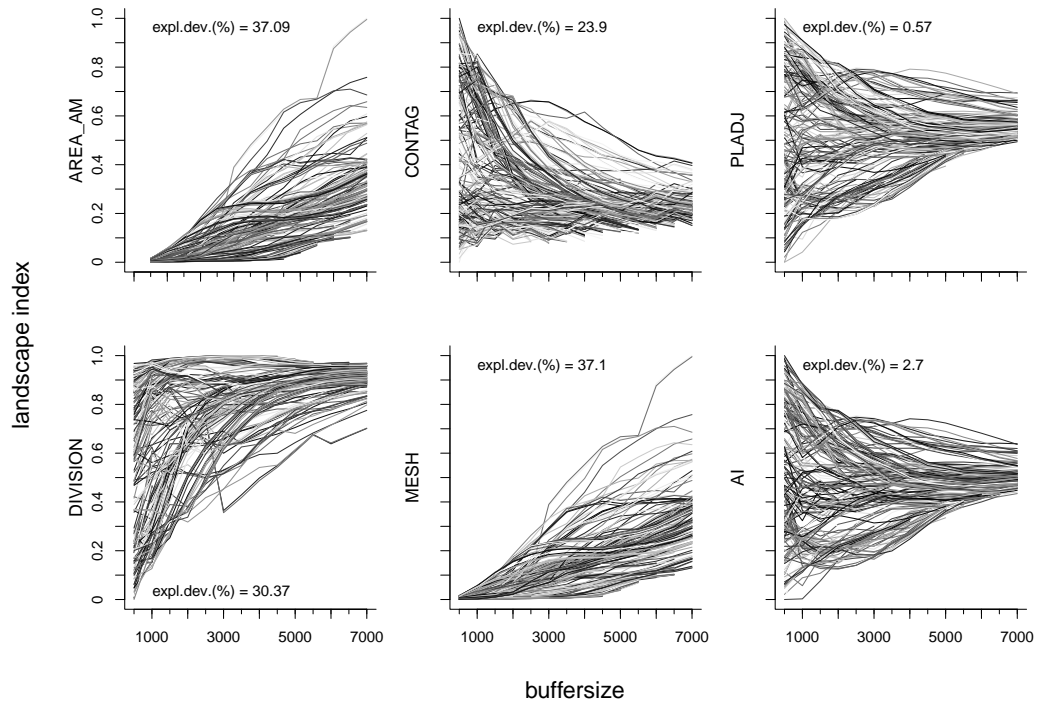 expl.dev.(%) = 37.09
expl.dev.(%) = 23.9
expl.dev.(%) = 0.57
AREA_AM
CONTAG
PLADJ
1.0
0.8
0.6
0.4
0.2
0
landscape index
expl.dev.(%) = 30.37
expl.dev.(%) = 37.1
expl.dev.(%) = 2.7
DIVISION
MESH
AI
1.0
0.8
0.6
0.4
0.2
0
1000 3000 5000 7000
1000 3000 5000 7000
1000 3000 5000 7000
buffersize